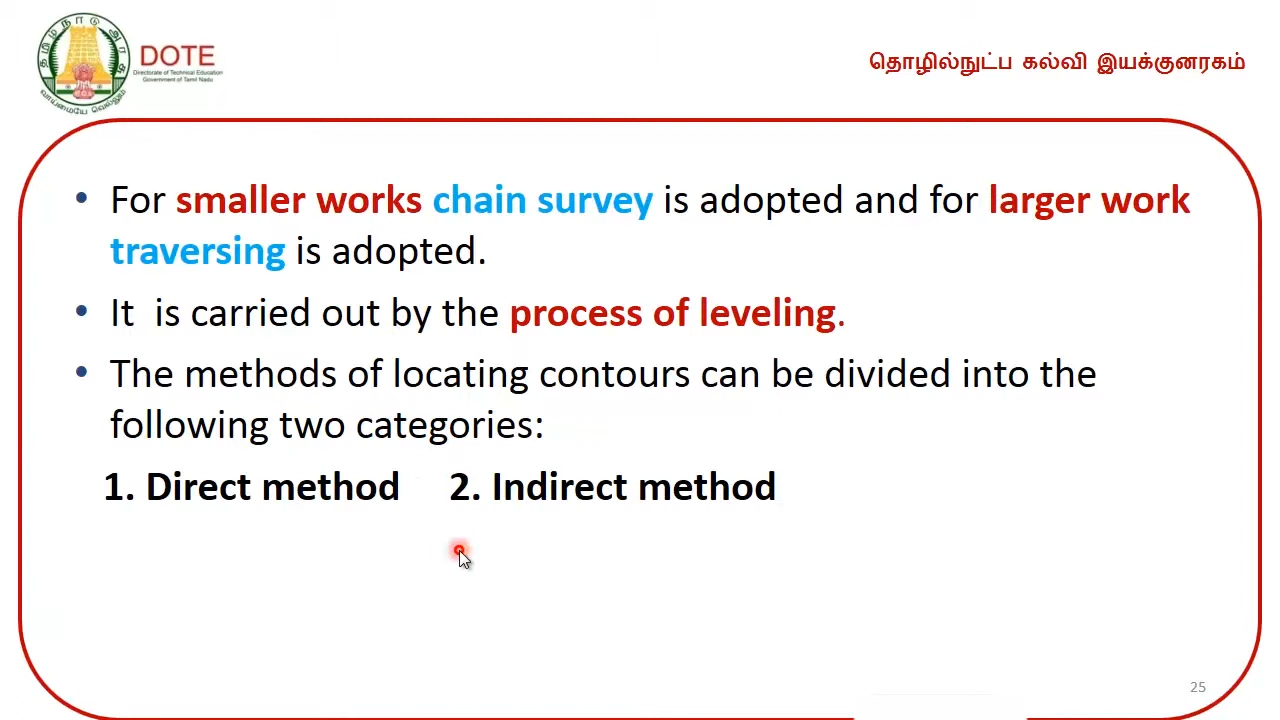 தமிழ்நாடு அரசு
வாய்மையே வெல்லும்
DOTE
Directorate of Technical Education
Government of Tamil Nadu
தொழில்நுட்ப கல்வி இயக்குனரகம்
• For smaller works chain survey is adopted and for larger work
traversing is adopted.
• It is carried out by the process of leveling.
• The methods of locating contours can be divided into the
following two categories:
1. Direct method 2. Indirect method
25